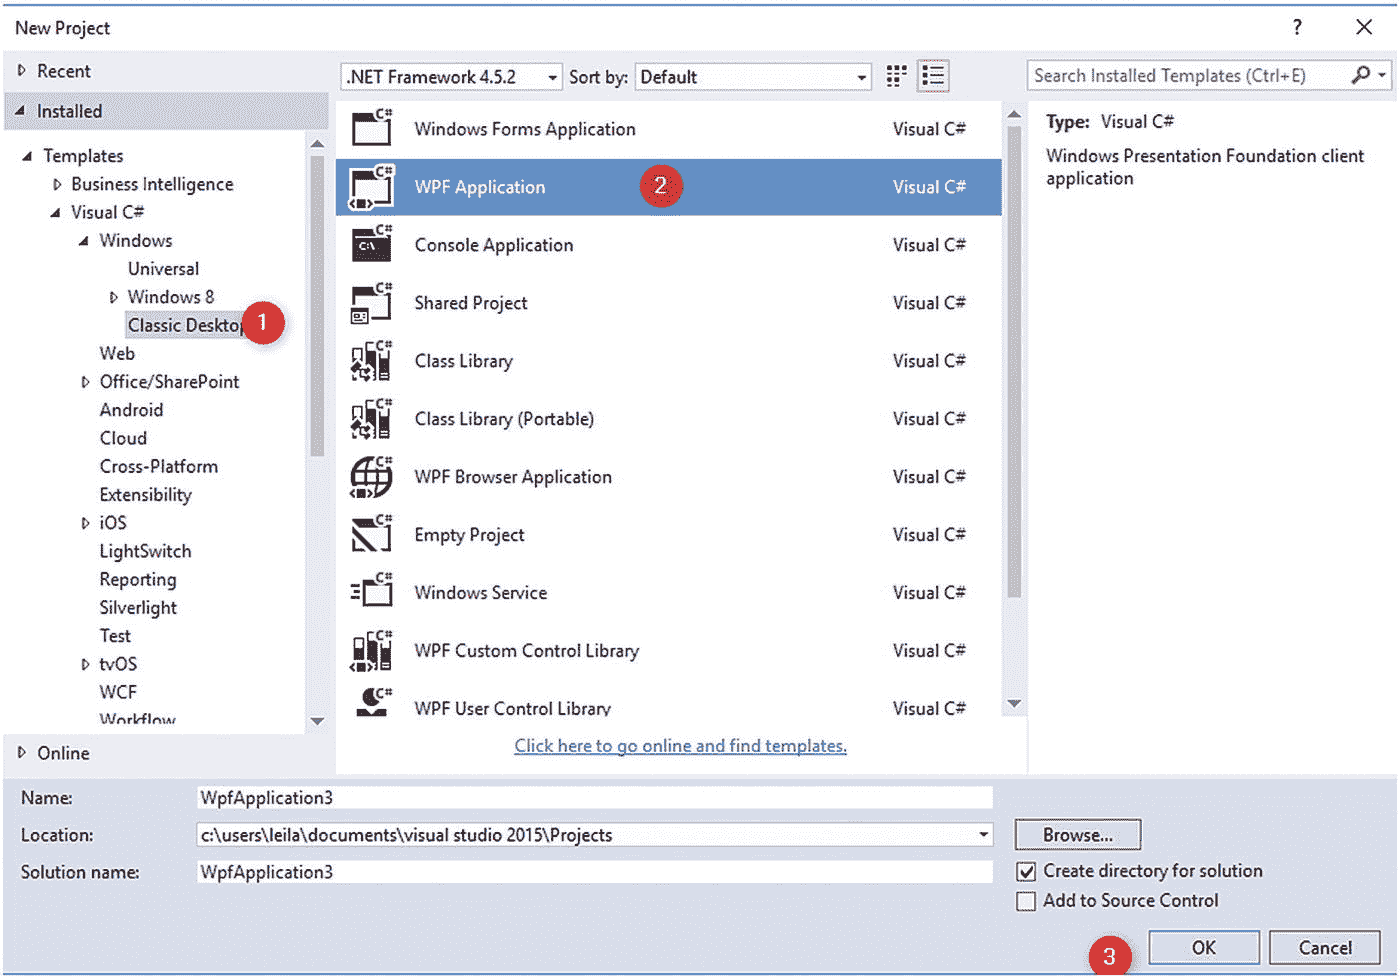 New Project
?
Recent
.NET Framework 4.5.2
Sort by:
Default
Search Installed Templates (Ctrl+E)
Installed
Templates
Business Intelligence
Visual C#
Windows
Universal
Windows 8
Classic Desktop
1
Web
Office/SharePoint
Android
Cloud
Cross-Platform
Extensibility
iOS
LightSwitch
Reporting
Silverlight
Test
tvOS
WCF
Workflow
Online
C# Windows Forms Application Visual C#
C# WPF Application 2 Visual C#
C# C:\ Console Application Visual C#
C# Shared Project Visual C#
C# Class Library Visual C#
C# Class Library (Portable) Visual C#
C# WPF Browser Application Visual C#
C# Empty Project Visual C#
C# Windows Service Visual C#
C# WPF Custom Control Library Visual C#
C# WPF User Control Library Visual C#
Click here to go online and find templates.
Type: Visual C#
Windows Presentation Foundation client
application
Name: WpfApplication3
Location: c:\users\leila\documents\visual studio 2015\Projects
Browse...
Solution name: WpfApplication3
Create directory for solution
Add to Source Control
3
OK
Cancel